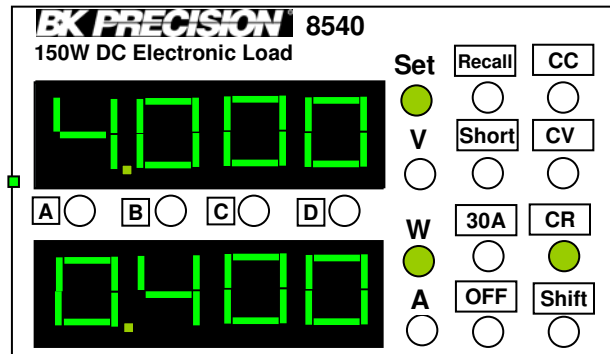 BK PRECISION 8540
150W DC Electronic Load
Set Recall CC
4.000
V Short CV
A B C D
W 30A CR
0.400
A OFF Shift